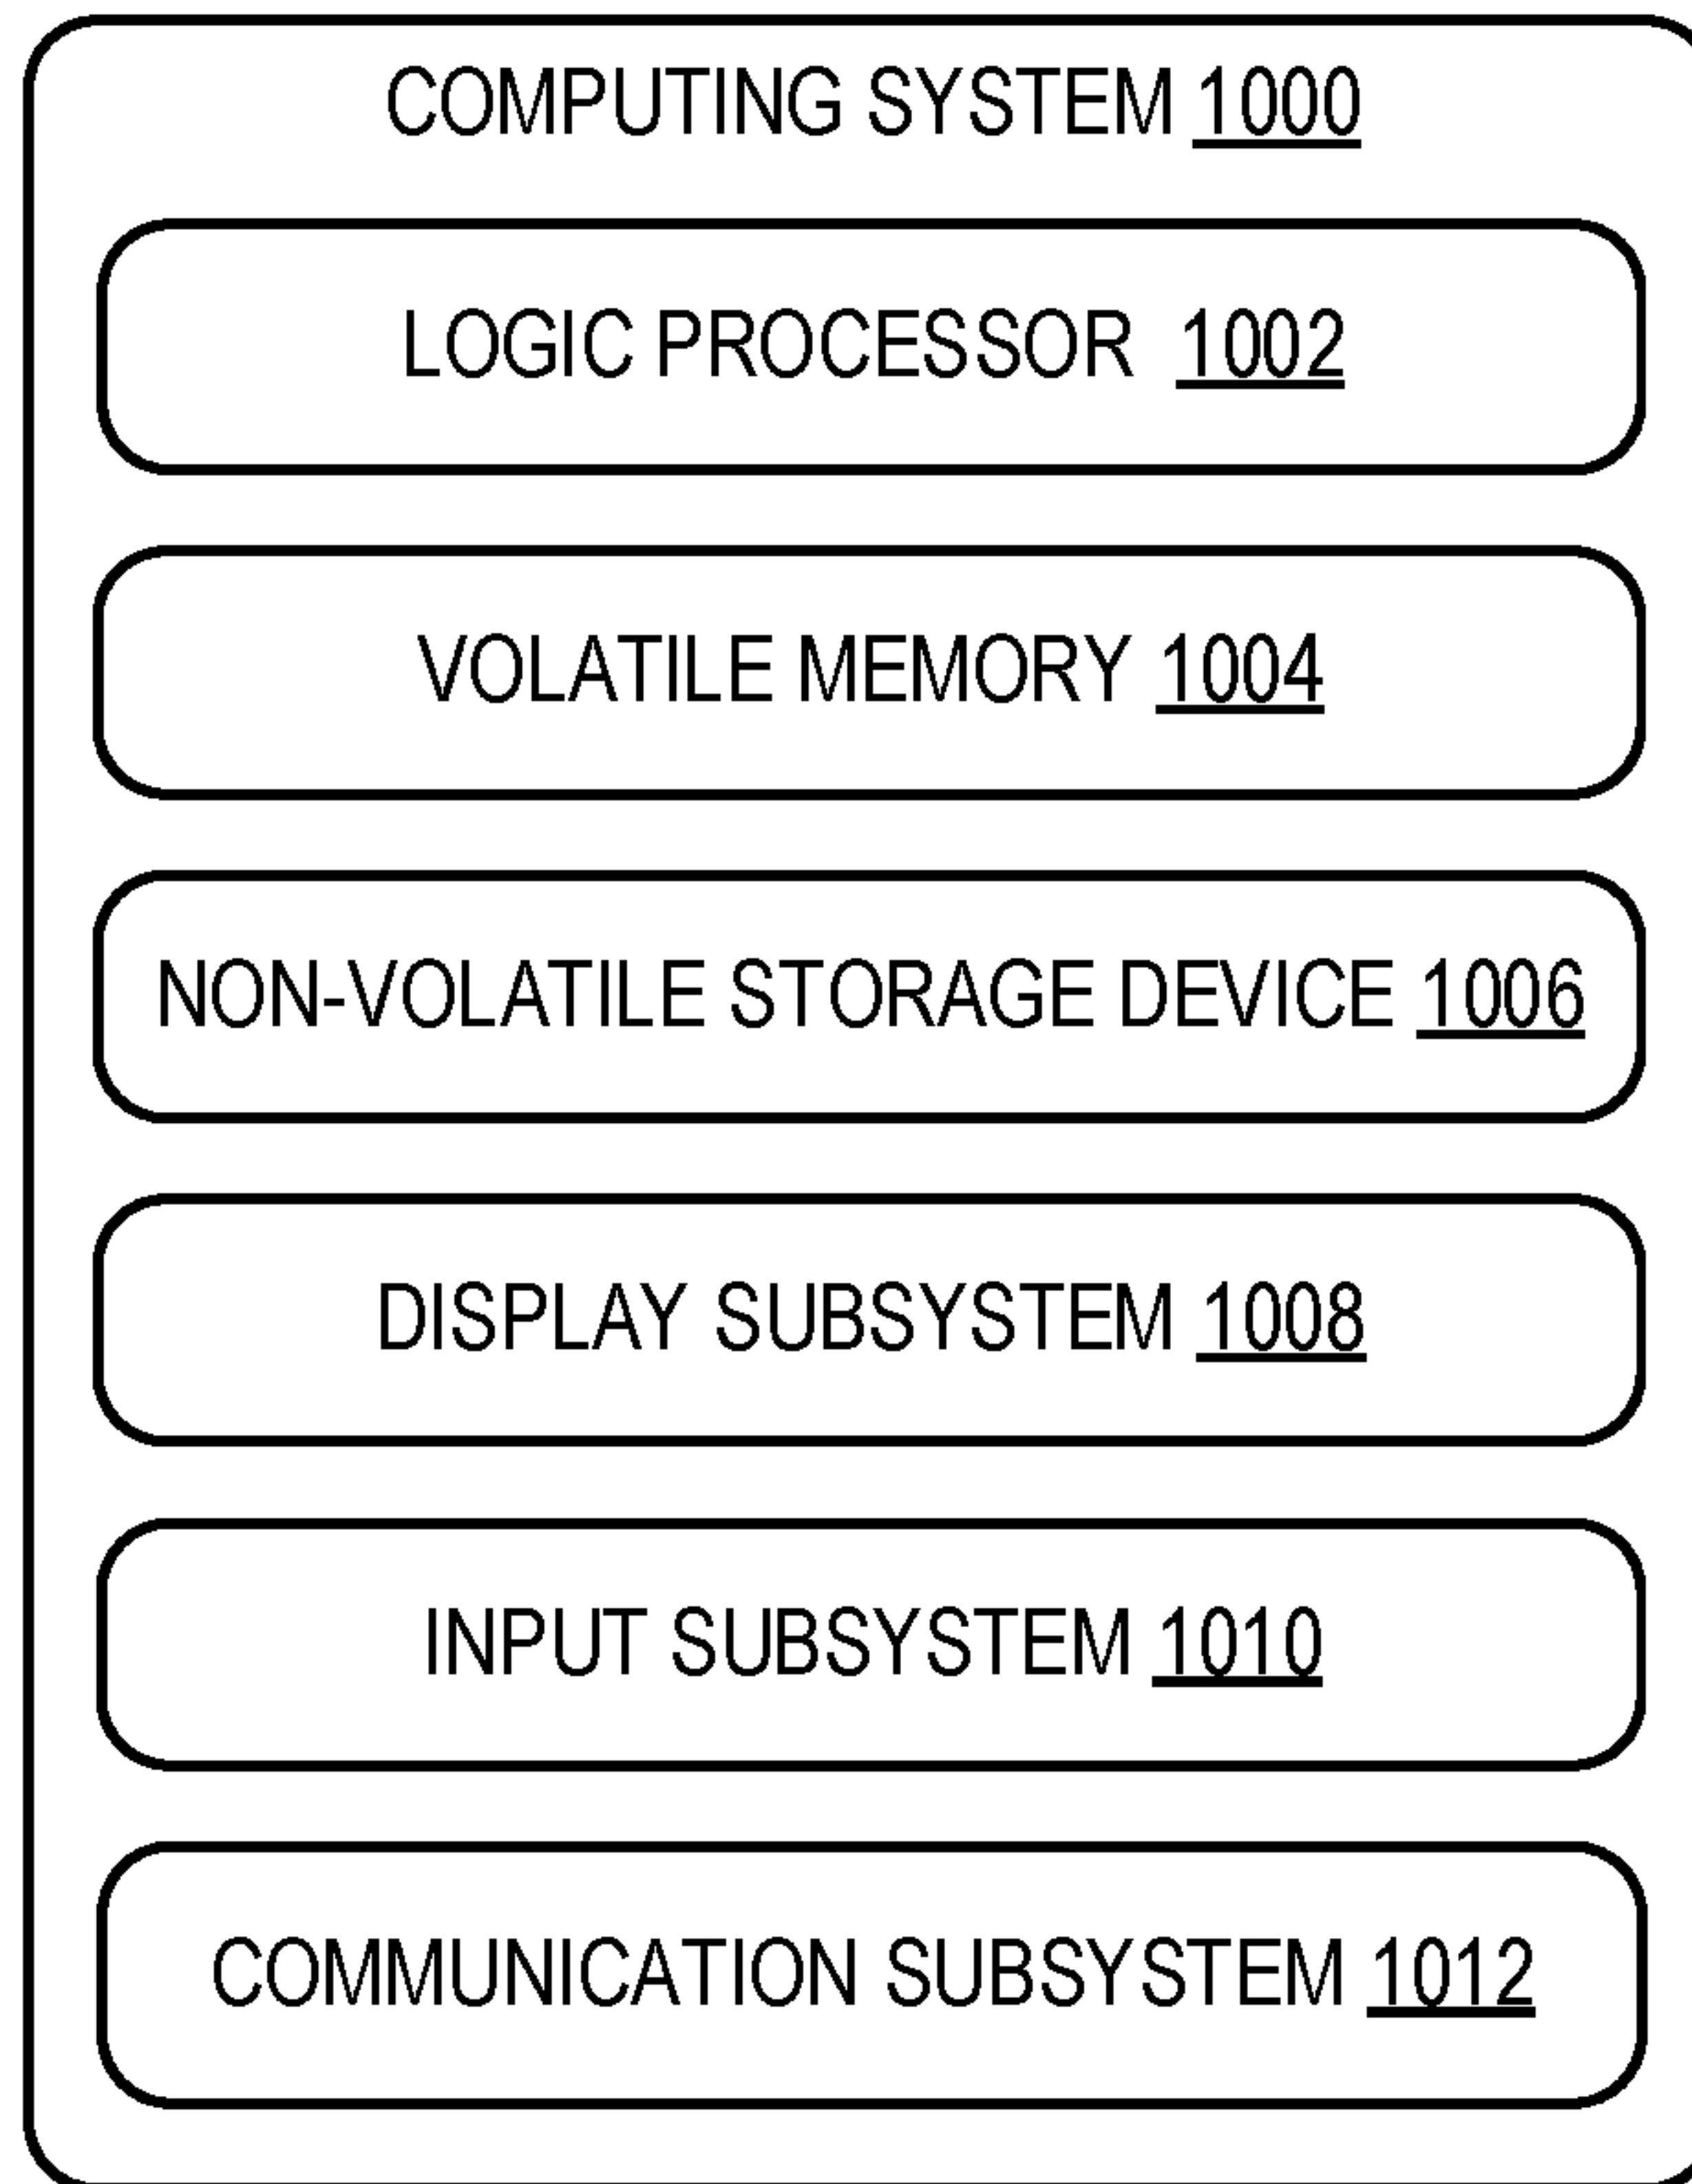 COMPUTING SYSTEM 1000
LOGIC PROCESSOR 1002
VOLATILE MEMORY 1004
NON-VOLATILE STORAGE DEVICE 1006
DISPLAY SUBSYSTEM 1008
INPUT SUBSYSTEM 1010
COMMUNICATION SUBSYSTEM 1012